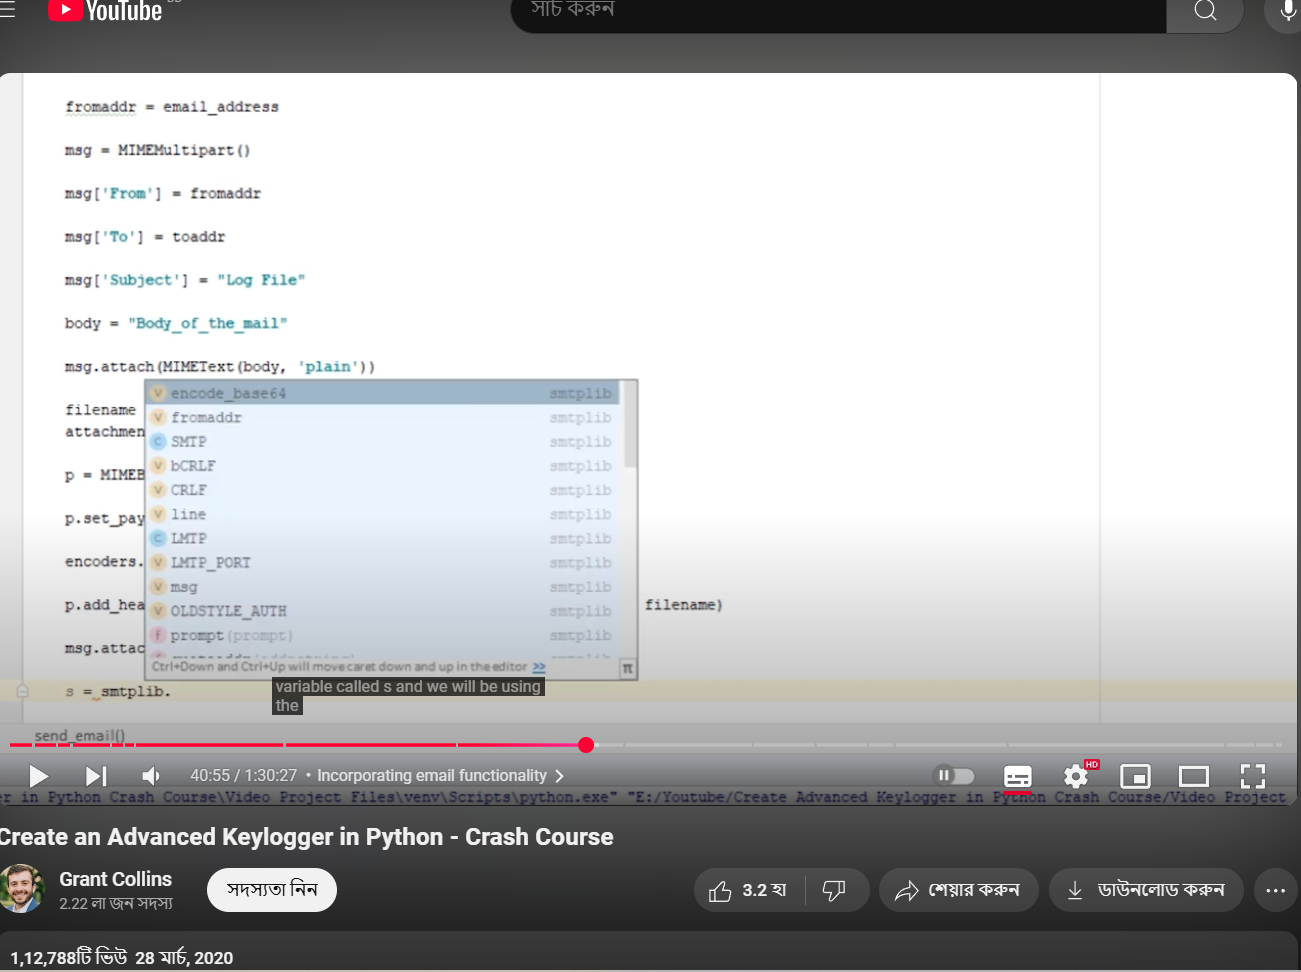 YouTube
সার্চ করুন
fromaddr = email_address
msg = MIMEMultipart()
msg['From'] = fromaddr
msg['To'] = toaddr
msg['Subject'] = "Log File"
body = "Body_of_the_mail"
msg.attach(MIMEText(body, 'plain'))
encode_base64 smtplib
filename
fromaddr smtplib
attachmen
SMTP smtplib
bCRLF smtplib
p = MIMEB
CRLF smtplib
line smtplib
p.set_pay
LMTP smtplib
encoders.
LMTP_PORT smtplib
msg smtplib
p.add_hea
OLDSTYLE_AUTH smtplib
filename)
prompt(prompt) smtplib
msg.attac
Ctrl+Down and Ctrl+Up will move caret down and up in the editor >>
π
s = smtplib.
variable called s and we will be using
the
send_email()
40:55 / 1:30:27 • Incorporating email functionality
HD
er in Python Crash Course\Video Project Files\venv\Scripts\python.exe" "E:/Youtube/Create Advanced Keylogger in Python Crash Course/Video Project
Create an Advanced Keylogger in Python - Crash Course
Grant Collins
2.22 লা জন সদস্য
সদস্যতা নিন
3.2 হা
শেয়ার করুন
ডাউনলোড করুন
1,12,788টি ভিউ 28 মার্চ, 2020